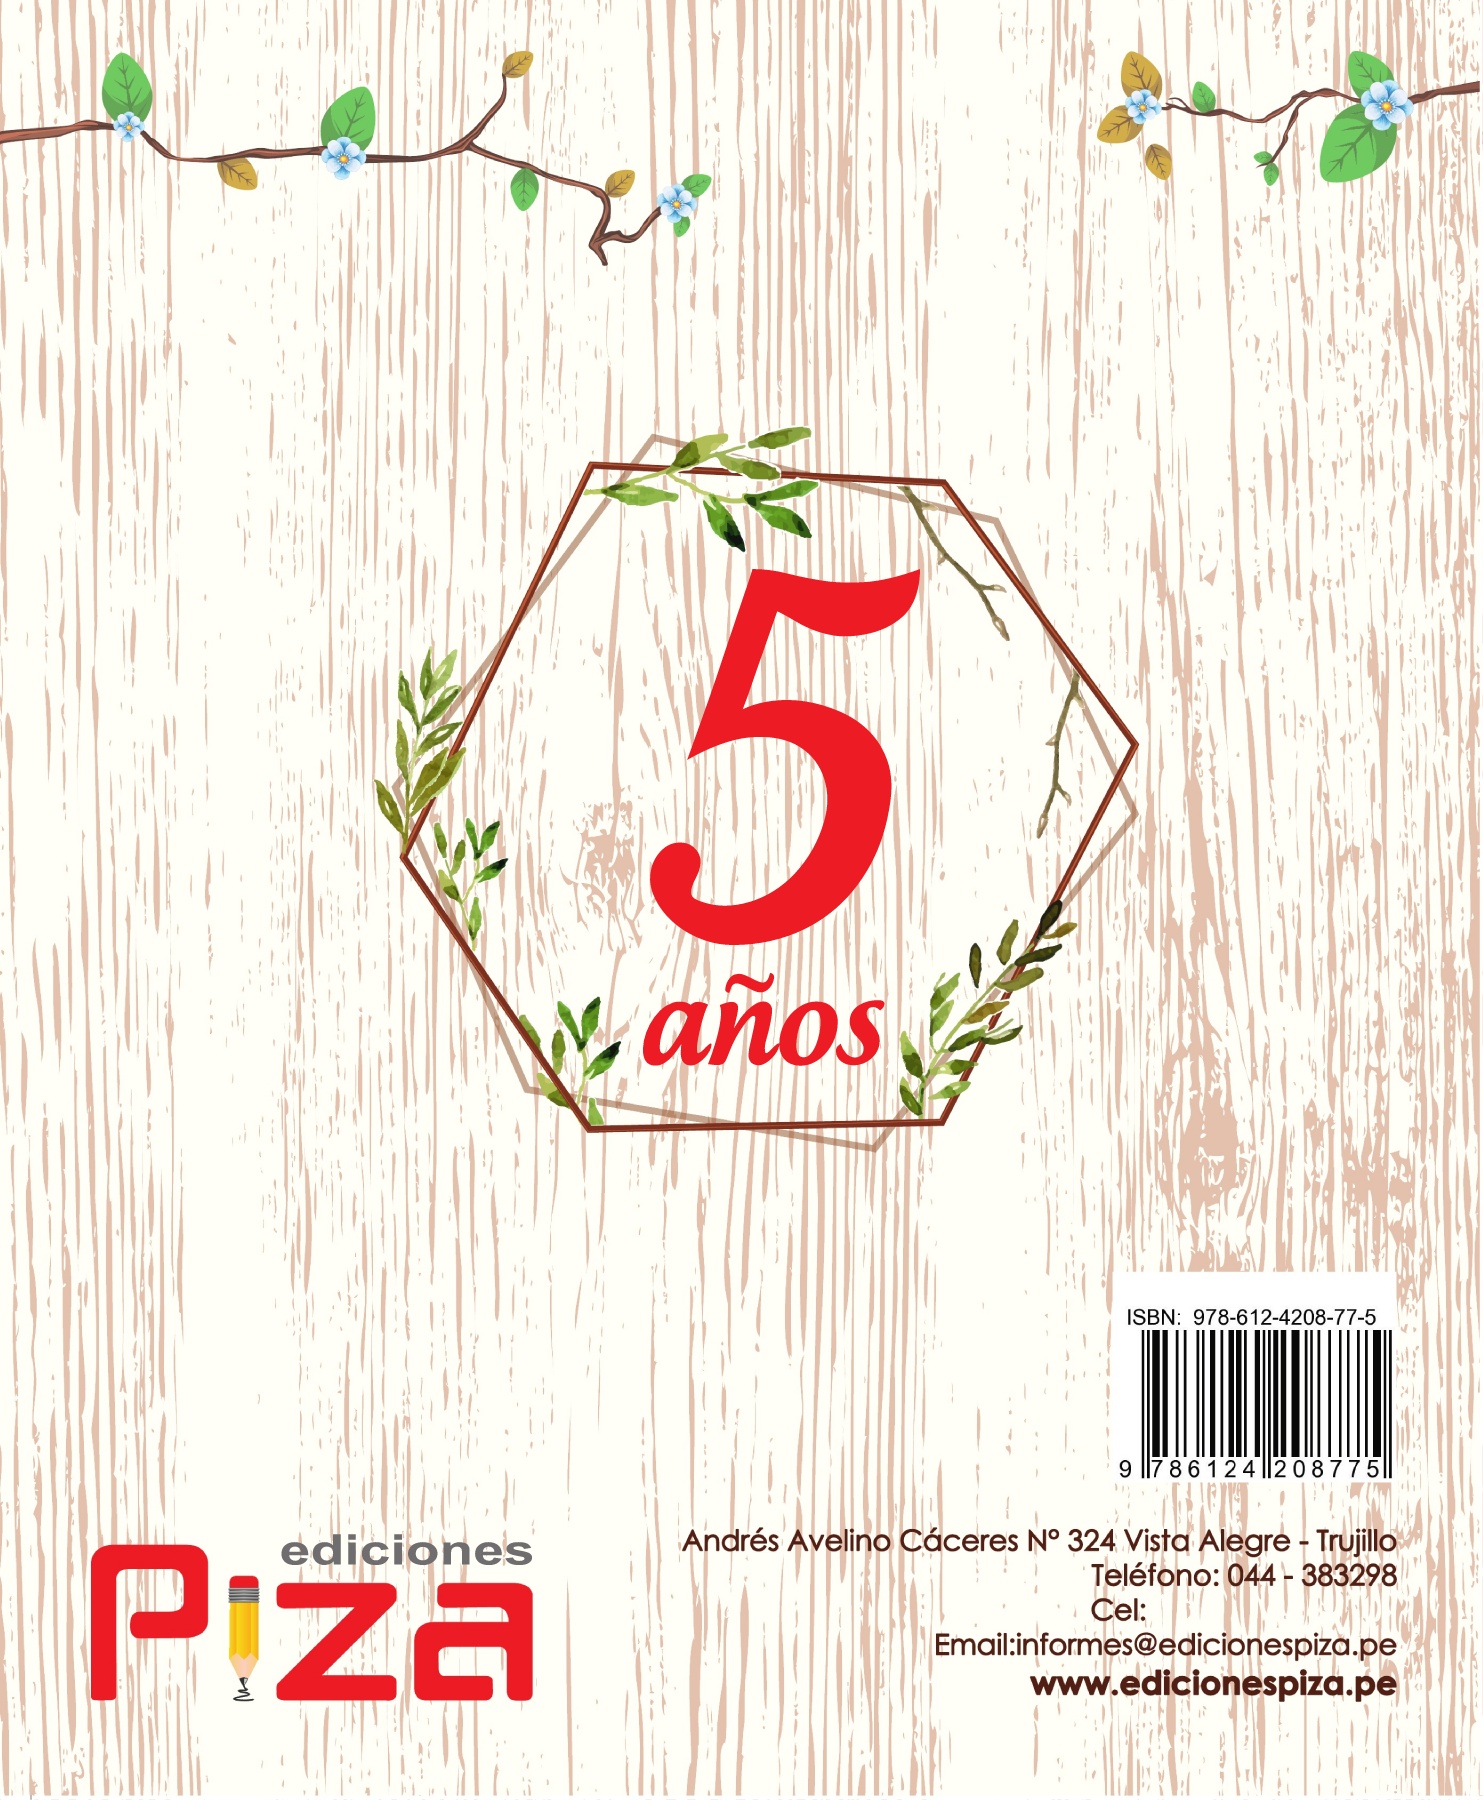 5
años
ISBN: 978-612-4208-77-5
9 786124 208775
ediciones
Piza
Andrés Avelino Cáceres N° 324 Vista Alegre - Trujillo
Teléfono: 044 - 383298
Cel:
Email:informes@edicionespiza.pe
www.edicionespiza.pe